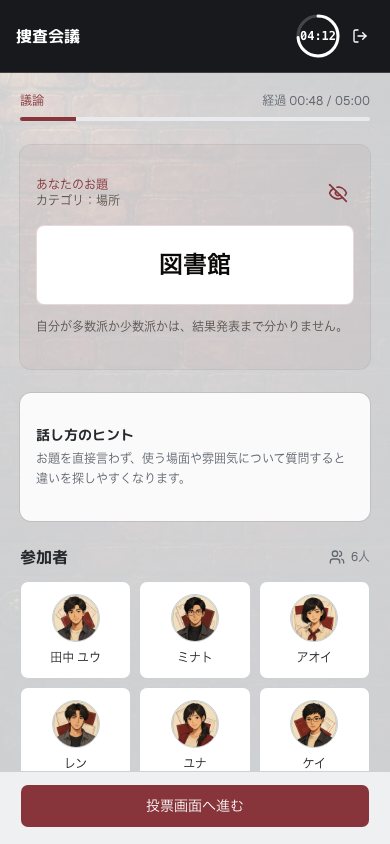 捜査会議
04:12
議論
経過 00:48 / 05:00
あなたのお題
カテゴリ：場所
図書館
自分が多数派か少数派かは、結果発表まで分かりません。
話し方のヒント
お題を直接言わず、使う場面や雰囲気について質問すると
違いを探しやすくなります。
参加者
6人
田中 ユウ
ミナト
アオイ
レン
ユナ
ケイ
投票画面へ進む